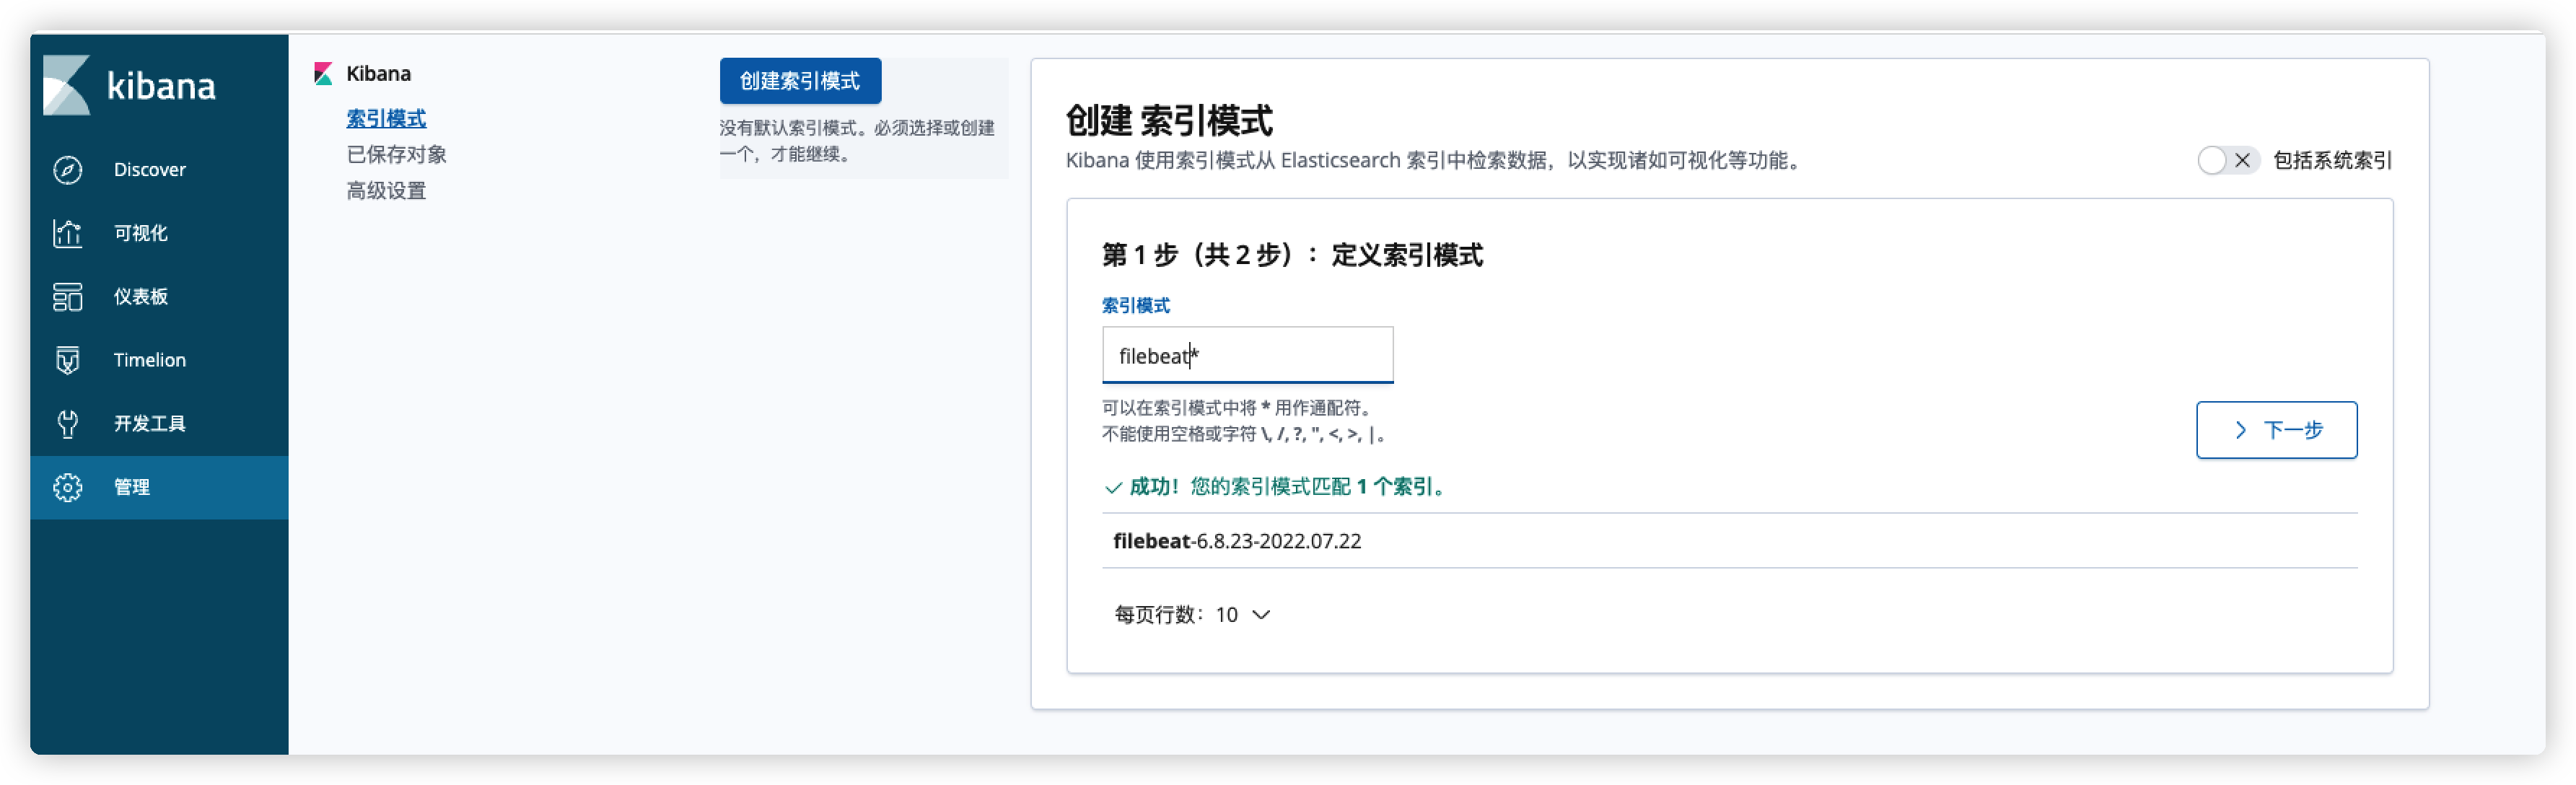 kibana
Discover
可视化
仪表板
Timelion
开发工具
管理
Kibana
索引模式
已保存对象
高级设置
创建索引模式
没有默认索引模式。必须选择或创建
一个，才能继续。
创建 索引模式
Kibana 使用索引模式从 Elasticsearch 索引中检索数据，以实现诸如可视化等功能。
包括系统索引
第 1 步（共 2 步）：定义索引模式
索引模式
filebeat*
可以在索引模式中将 * 用作通配符。
不能使用空格或字符 \, /, ?, ", <, >, |。
下一步
成功！您的索引模式匹配 1 个索引。
filebeat-6.8.23-2022.07.22
每页行数：10